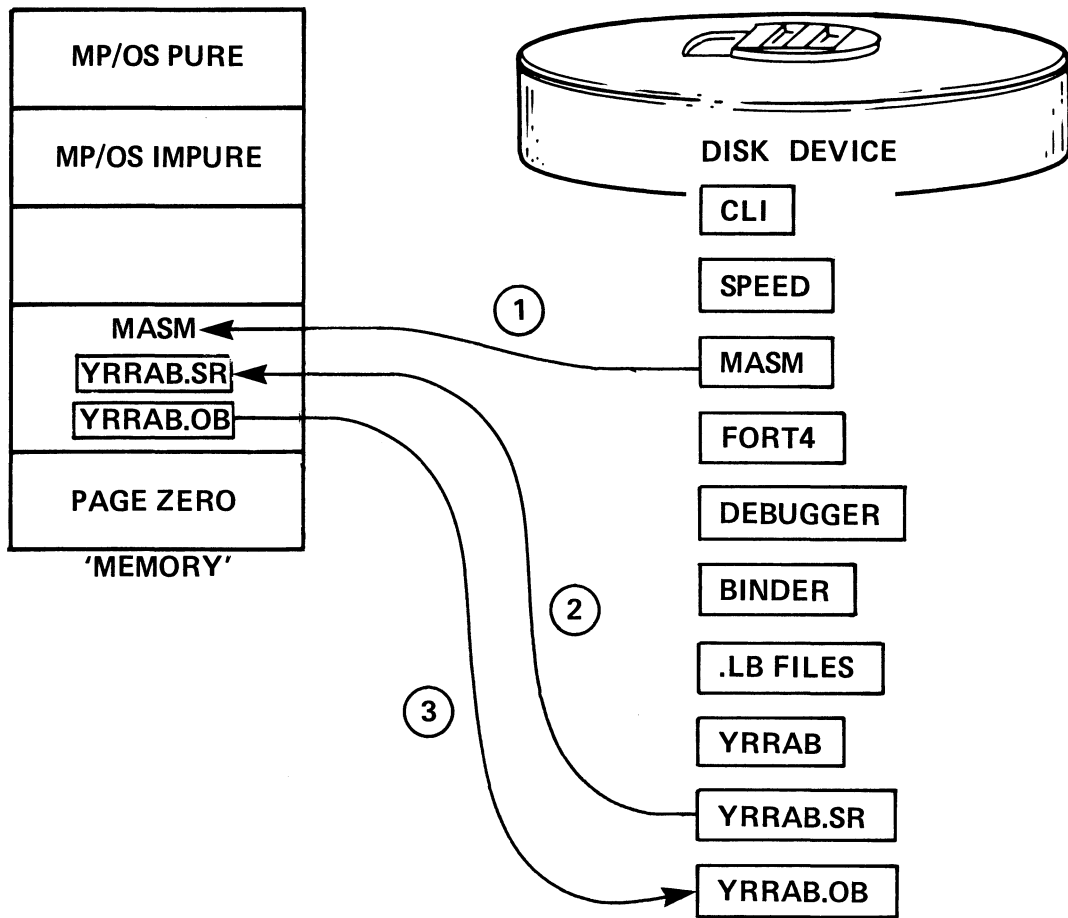 MP/OS PURE
MP/OS IMPURE
MASM
YRRAB.SR
YRRAB.OB
PAGE ZERO
'MEMORY'
1
2
3
DISK DEVICE
CLI
SPEED
MASM
FORT4
DEBUGGER
BINDER
.LB FILES
YRRAB
YRRAB.SR
YRRAB.OB